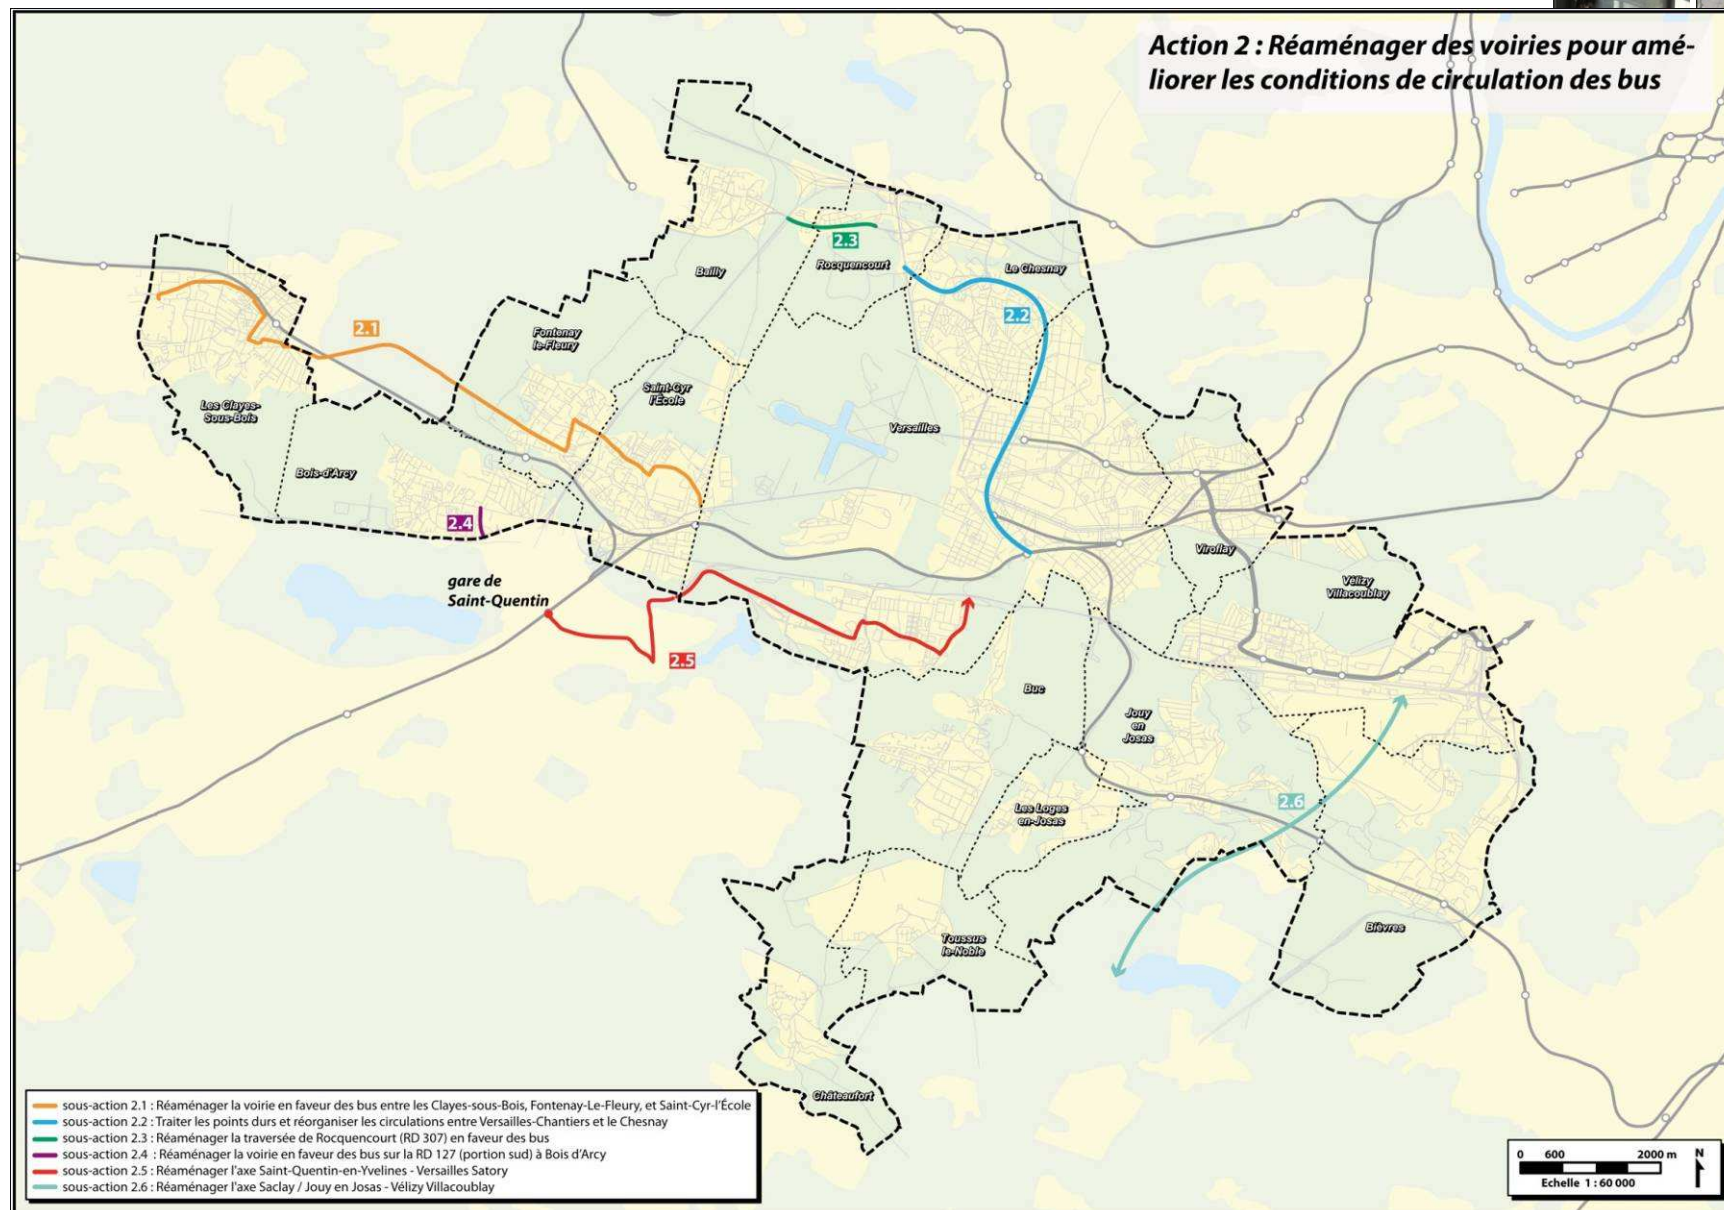 Action 2 : Réaménager des voiries pour amé-
liorer les conditions de circulation des bus
2.3
Bailly
Rocquencourt
Le Chesnay
2.1
2.2
Fontenay
le-Fleury
Saint-Cyr
l'École
Les Clayes-
Sous-Bois
Versailles
Bois-d'Arcy
2.4
Viroflay
Vélizy
Villacoublay
gare de
Saint-Quentin
2.5
Buc
Jouy
en
Josas
Les Loges
en-Josas
2.6
Toussus
le-Noble
Bièvres
Châteaufort
sous-action 2.1 : Réaménager la voirie en faveur des bus entre les Clayes-sous-Bois, Fontenay-Le-Fleury, et Saint-Cyr-l'École
sous-action 2.2 : Traiter les points durs et réorganiser les circulations entre Versailles-Chantiers et le Chesnay
sous-action 2.3 : Réaménager la traversée de Rocquencourt (RD 307) en faveur des bus
sous-action 2.4 : Réaménager la voirie en faveur des bus sur la RD 127 (portion sud) à Bois d'Arcy
sous-action 2.5 : Réaménager l'axe Saint-Quentin-en-Yvelines - Versailles Satory
sous-action 2.6 : Réaménager l'axe Saclay / Jouy en Josas - Vélizy Villacoublay
0 600 2000 m N
Echelle 1 : 60 000